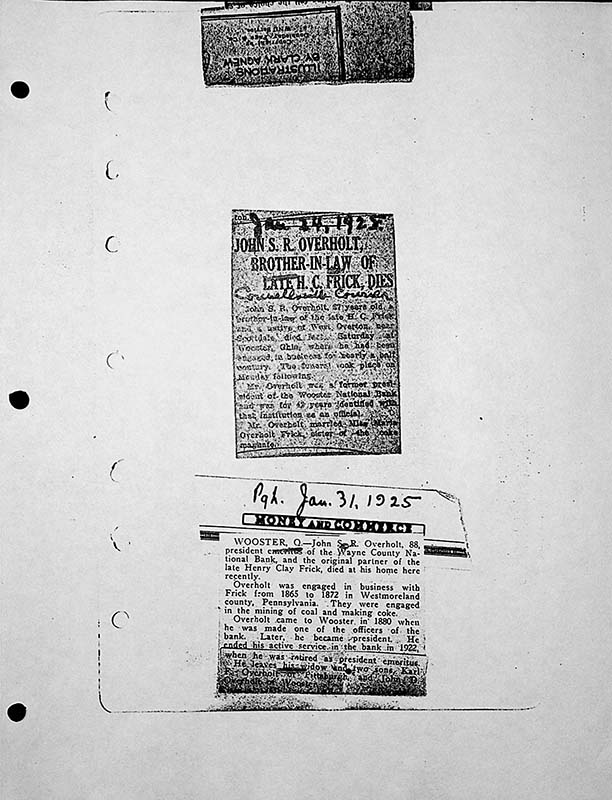 ILLUSTRATIONS
BY CLARK AGNEW
Jan 24, 1925
JOHN S. R. OVERHOLT,
BROTHER-IN-LAW OF
LATE H. C. FRICK, DIES
Connellsville Courier
John S. R. Overholt, 87 years old, a
brother-in-law of the late H. C. Frick
and a native of West Overton, near
Scottdale, died last Saturday at
Wooster, Ohio, where he had been
engaged in business for nearly a half
century. The funeral took place on
Monday following.
Mr. Overholt was a former presi-
dent of the Wooster National Bank
and was for 42 years identified with
that institution as an official.
Mr. Overholt married Miss Maria
Overholt Frick, sister of the coke
magnate.
Pgh. Jan. 31, 1925
MONEY AND COMMERCE
WOOSTER, O.—John S. R. Overholt, 88,
president emeritus of the Wayne County Na-
tional Bank, and the original partner of the
late Henry Clay Frick, died at his home here
recently.
Overholt was engaged in business with
Frick from 1865 to 1872 in Westmoreland
county, Pennsylvania. They were engaged
in the mining of coal and making coke.
Overholt came to Wooster in 1880 when
he was made one of the officers of the
bank. Later, he became president. He
ended his active service in the bank in 1922,
when he was retired as president emeritus.
He leaves his widow and two sons, Karl
F. Overholt of Pittsburgh, and John D.
Overholt of Wooster.